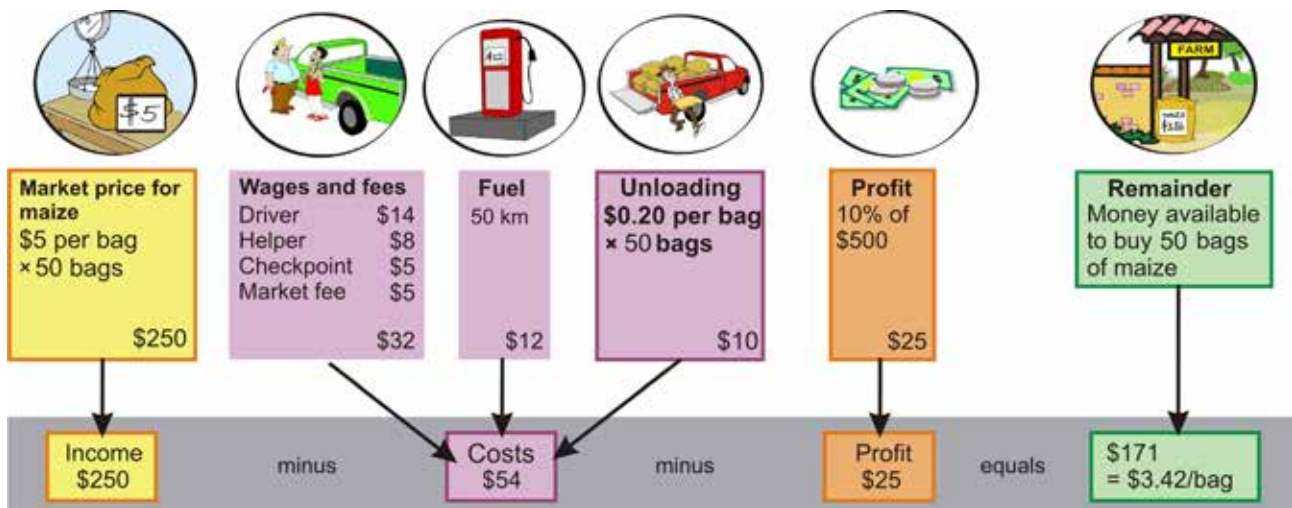 $5
FARM
Market price for
maize
$5 per bag
× 50 bags
$250
Wages and fees
Driver $14
Helper $8
Checkpoint $5
Market fee $5
$32
Fuel
50 km
$12
Unloading
$0.20 per bag
× 50 bags
$10
Profit
10% of
$500
$25
Remainder
Money available
to buy 50 bags
of maize
Income
$250
minus
Costs
$54
minus
Profit
$25
equals
$171
= $3.42/bag